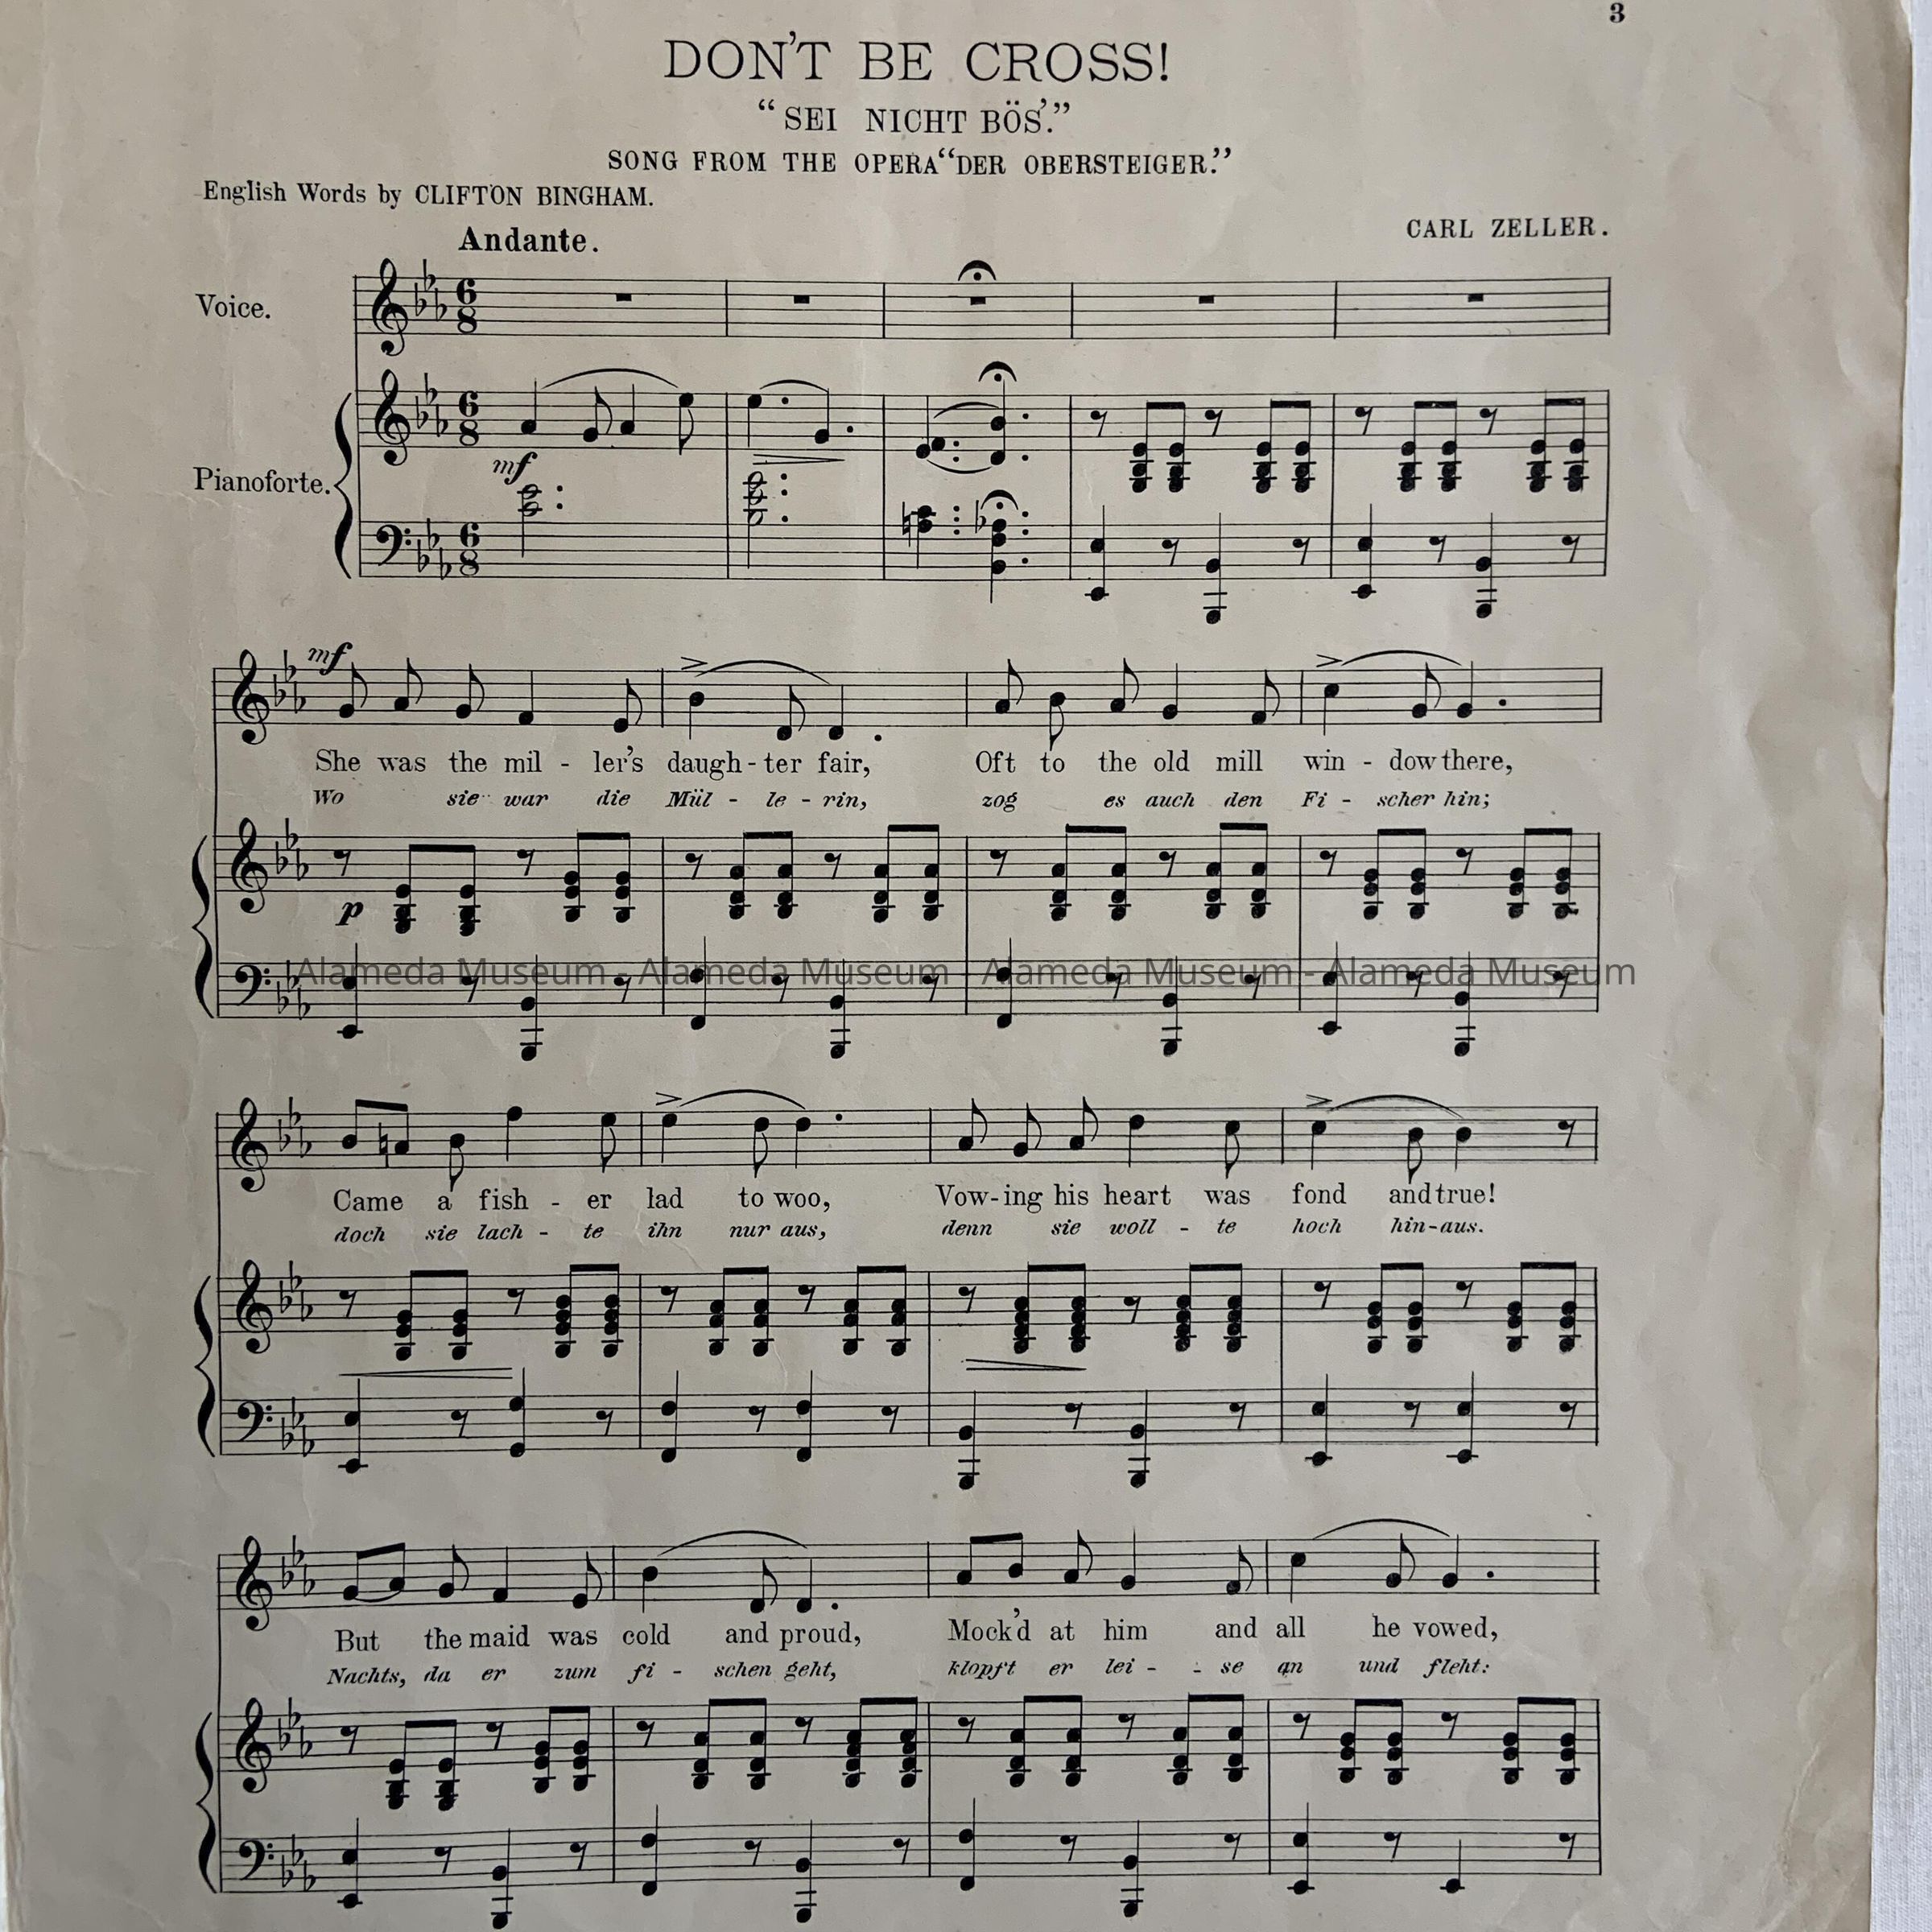 3
DON'T BE CROSS!
“SEI NICHT BÖS'.”
SONG FROM THE OPERA “DER OBERSTEIGER.”
English Words by CLIFTON BINGHAM.
CARL ZELLER.
Andante.
Voice.
Pianoforte.
mf
mf
She was the mil - ler's daugh - ter fair, Oft to the old mill win - dow there,
Wo sie war die Mül - le - rin, zog es auch den Fi - scher hin;
p
Alameda Museum - Alameda Museum - Alameda Museum - Alameda Museum
Came a fish - er lad to woo, Vow - ing his heart was fond and true!
doch sie lach - te ihn nur aus, denn sie woll - te hoch hin - aus.
But the maid was cold and proud, Mock'd at him and all he vowed,
Nachts, da er zum fi - schen geht, klopft er lei - - se an und fleht: